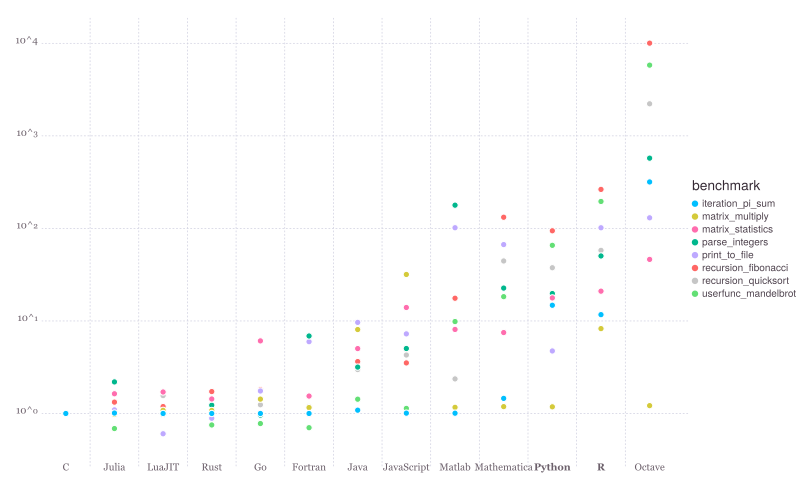 10^4
10^3
10^2
10^1
10^0
C Julia LuaJIT Rust Go Fortran Java JavaScript Matlab Mathematica Python R Octave
benchmark
iteration_pi_sum
matrix_multiply
matrix_statistics
parse_integers
print_to_file
recursion_fibonacci
recursion_quicksort
userfunc_mandelbrot